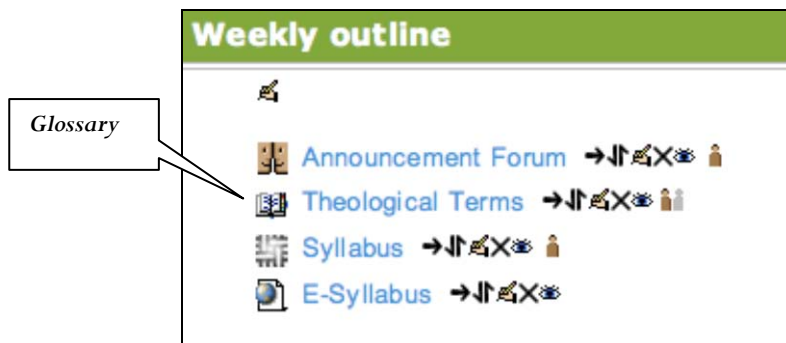 Weekly outline
Glossary
Announcement Forum
Theological Terms
Syllabus
E-Syllabus